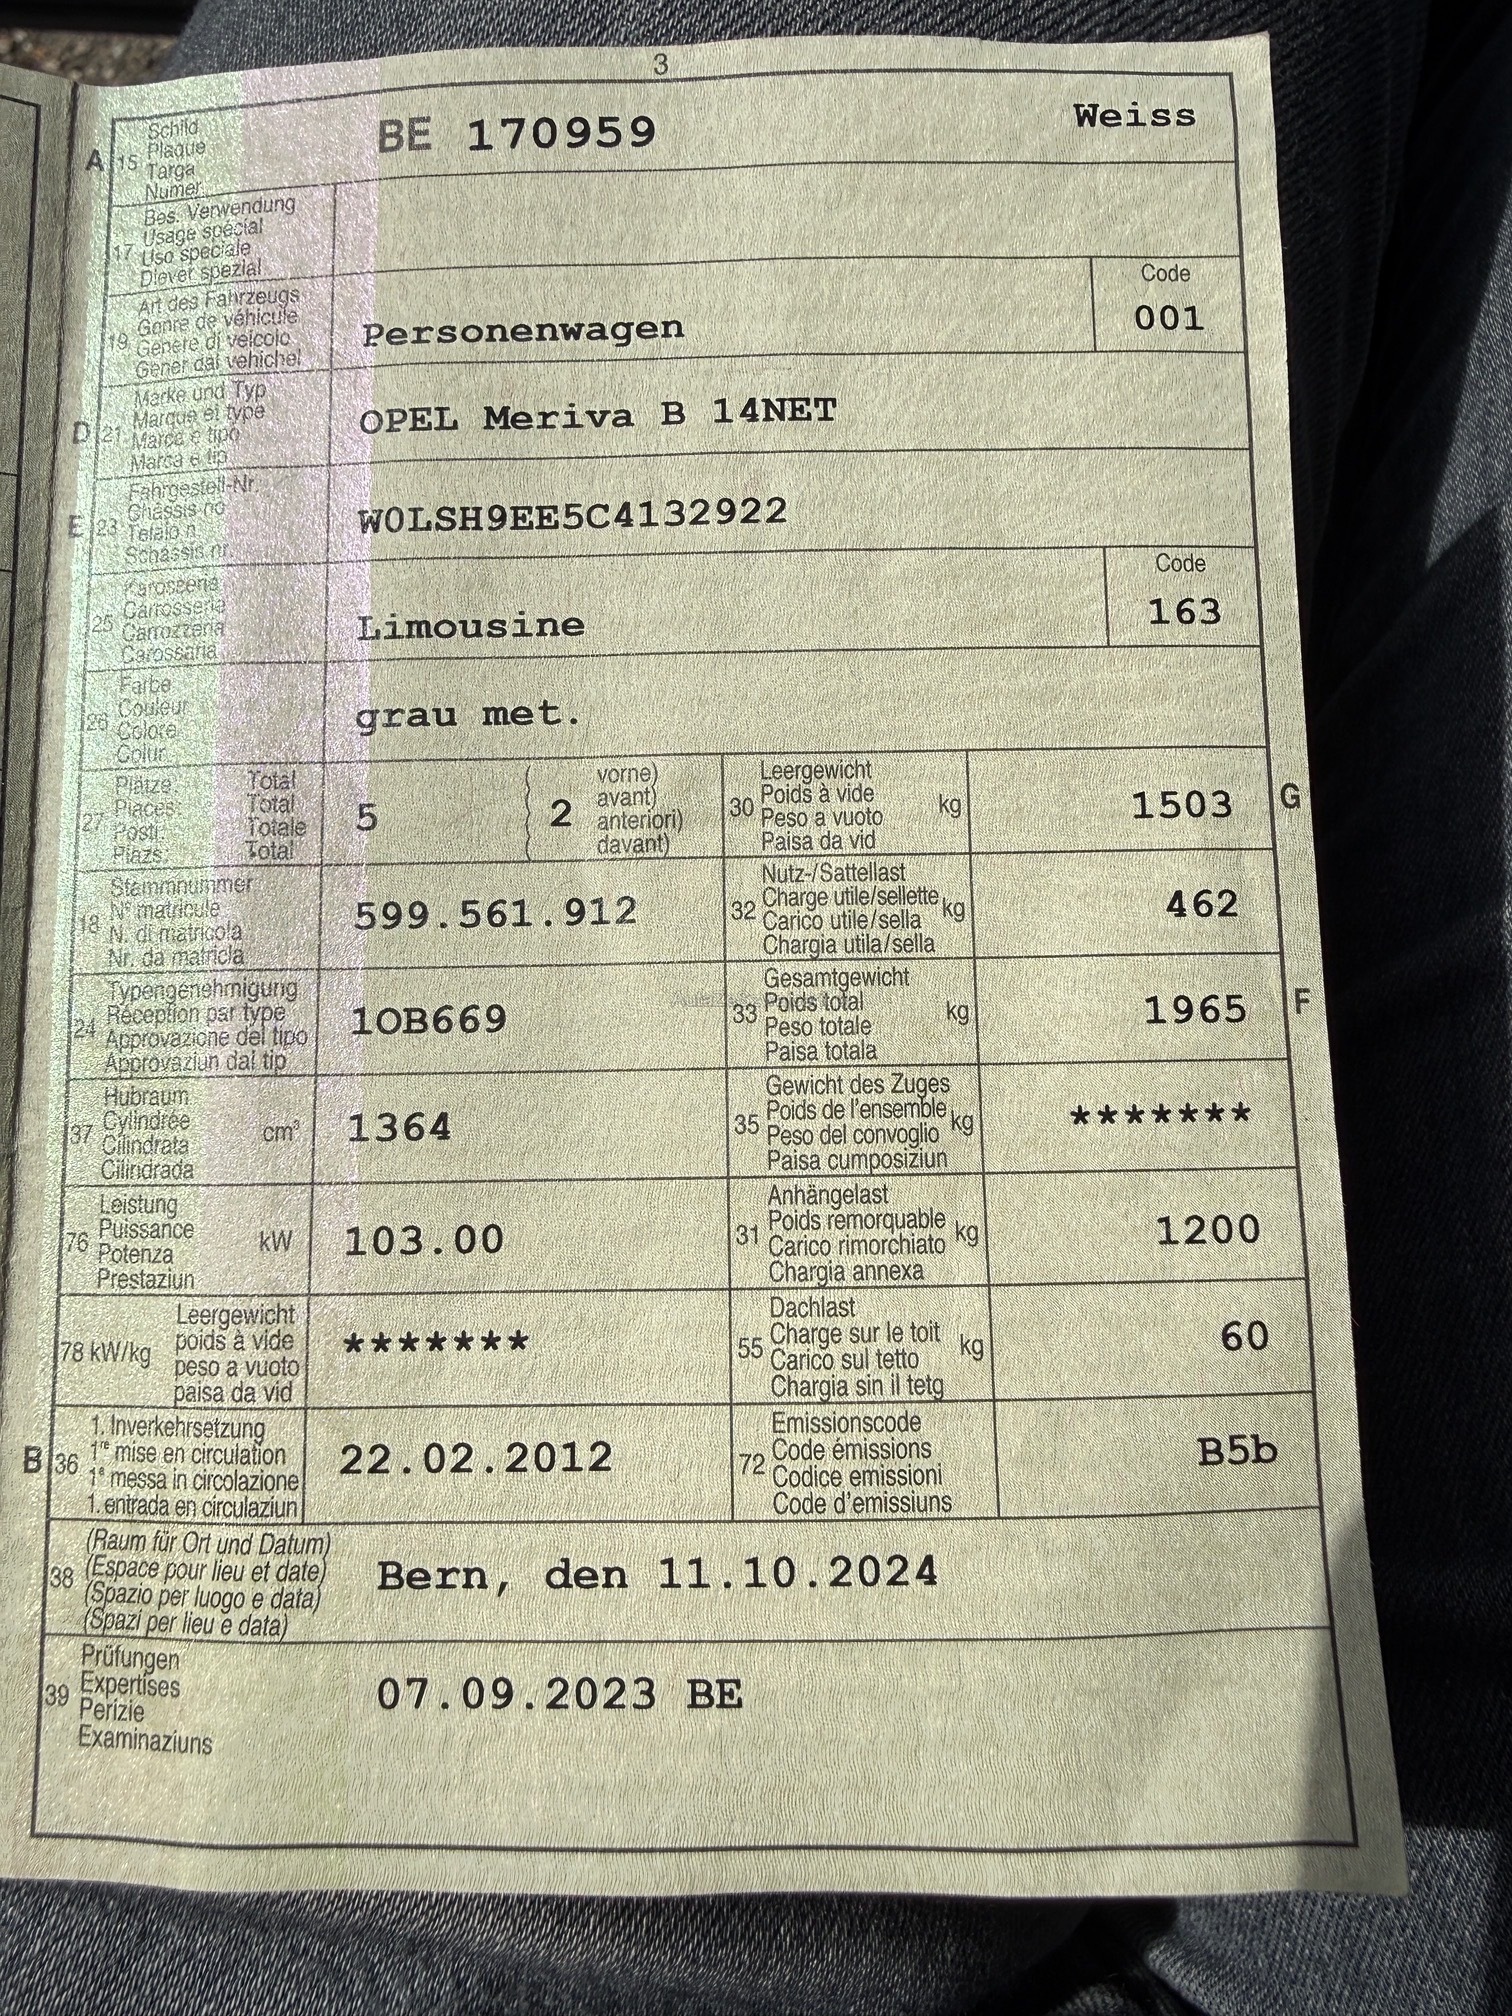 3
A 15 Schild
Plaque
Targa
Numer
BE 170959 Weiss
17 Bes. Verwendung
Usage spécial
Uso speciale
Diever spezial
19 Art des Fahrzeugs
Genre de véhicule
Genere di veicolo
Gener dal vehichel
Personenwagen
Code
001
D 21 Marke und Typ
Marque et type
Marca e tipo
Marca e tip
OPEL Meriva B 14NET
E 23 Fahrgestell-Nr.
Châssis no
Telaio n.
Schassis nr.
W0LSH9EE5C4132922
25 Karosserie
Carrosserie
Carrozzeria
Carossaria
Limousine
Code
163
26 Farbe
Couleur
Colore
Colur
grau met.
27 Plätze: Total
Places: Total
Posti: Totale
Plazs: Total
5
( 2 vorne)
( avant)
( anteriori)
( davant)
30 Leergewicht
Poids à vide kg
Peso a vuoto
Paisa da vid
1503 G
18 Stammnummer
N° matricule
N. di matricola
Nr. da matricla
599.561.912
32 Nutz-/Sattellast
Charge utile/sellette kg
Carico utile/sella
Chargia utila/sella
462
24 Typengenehmigung
Réception par type
Approvazione del tipo
Approvaziun dal tip
1OB669
33 Gesamtgewicht
Poids total kg
Peso totale
Paisa totala
1965 F
37 Hubraum
Cylindrée cm³
Cilindrata
Cilindrada
1364
35 Gewicht des Zuges
Poids de l'ensemble kg
Peso del convoglio
Paisa cumposiziun
*******
76 Leistung
Puissance kW
Potenza
Prestaziun
103.00
31 Anhängelast
Poids remorquable kg
Carico rimorchiato
Chargia annexa
1200
78 kW/kg Leergewicht
poids à vide
peso a vuoto
paisa da vid
*******
55 Dachlast
Charge sur le toit kg
Carico sul tetto
Chargia sin il tetg
60
B 36 1. Inverkehrsetzung
1re mise en circulation
1a messa in circolazione
1. entrada en circulaziun
22.02.2012
72 Emissionscode
Code émissions
Codice emissioni
Code d'emissiuns
B5b
38 (Raum für Ort und Datum)
(Espace pour lieu et date)
(Spazio per luogo e data)
(Spazi per lieu e data)
Bern, den 11.10.2024
39 Prüfungen
Expertises
Perizie
Examinaziuns
07.09.2023 BE